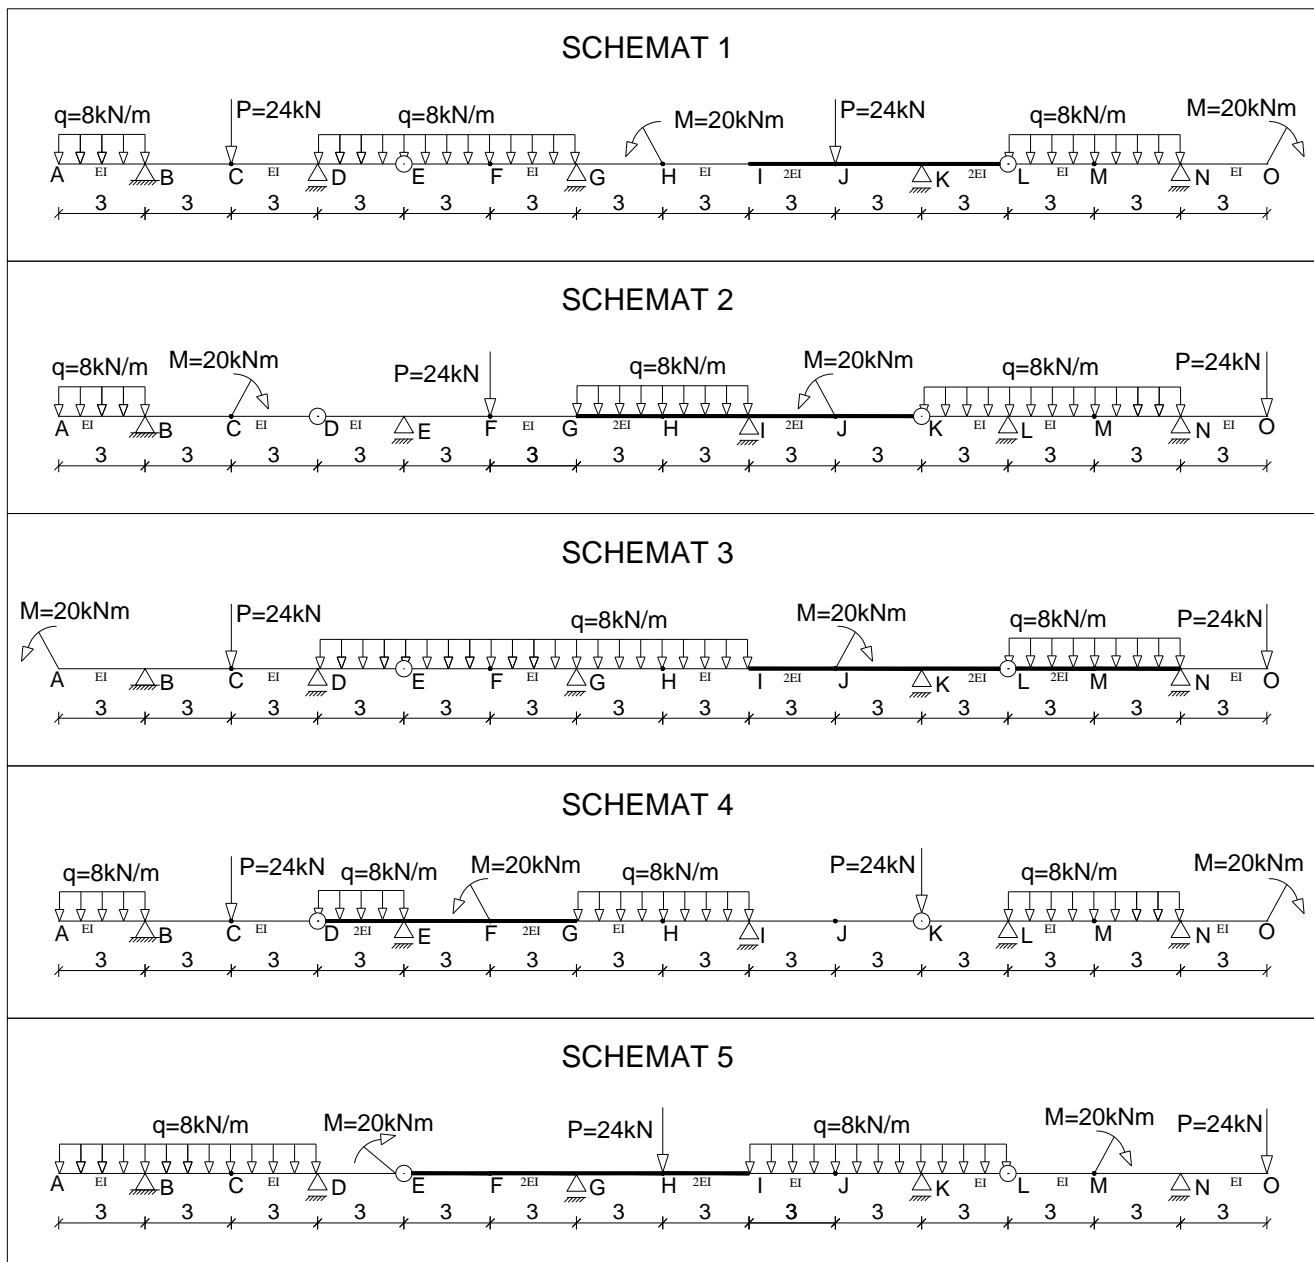 SCHEMAT 1
q=8kN/m P=24kN q=8kN/m M=20kNm P=24kN q=8kN/m M=20kNm
A EI B C EI D E F EI G H EI I 2EI J K 2EI L EI M N EI O
3 3 3 3 3 3 3 3 3 3 3 3 3 3
SCHEMAT 2
q=8kN/m M=20kNm P=24kN q=8kN/m M=20kNm q=8kN/m P=24kN
A EI B C EI D EI E F EI G 2EI H I 2EI J K EI L EI M N EI O
3 3 3 3 3 3 3 3 3 3 3 3 3 3
SCHEMAT 3
M=20kNm P=24kN q=8kN/m M=20kNm q=8kN/m P=24kN
A EI B C EI D E F EI G H EI I 2EI J K 2EI L 2EI M N EI O
3 3 3 3 3 3 3 3 3 3 3 3 3 3
SCHEMAT 4
q=8kN/m P=24kN q=8kN/m M=20kNm q=8kN/m P=24kN q=8kN/m M=20kNm
A EI B C EI D 2EI E F 2EI G EI H I J K L EI M N EI O
3 3 3 3 3 3 3 3 3 3 3 3 3 3
SCHEMAT 5
q=8kN/m M=20kNm P=24kN q=8kN/m M=20kNm P=24kN
A EI B C EI D E F 2EI G H 2EI I EI J K EI L EI M N EI O
3 3 3 3 3 3 3 3 3 3 3 3 3 3